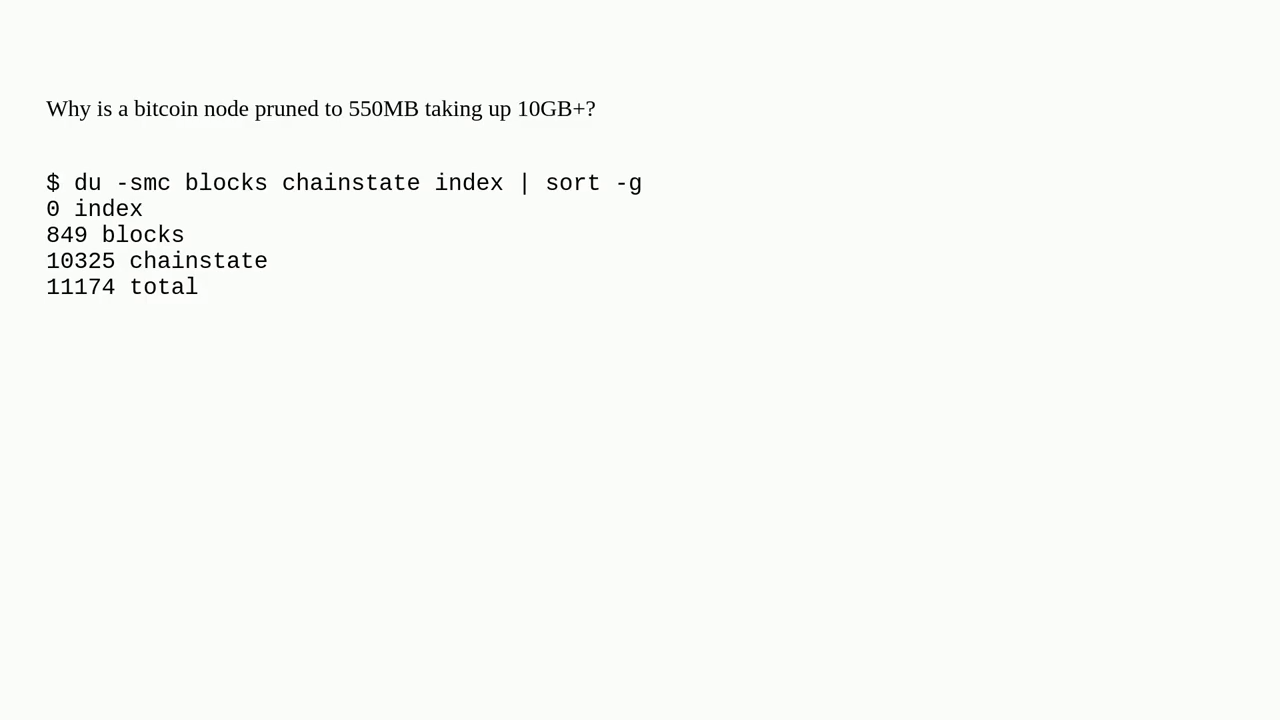 Why is a bitcoin node pruned to 550MB taking up 10GB+?
$ du -smc blocks chainstate index | sort -g
0 index
849 blocks
10325 chainstate
11174 total